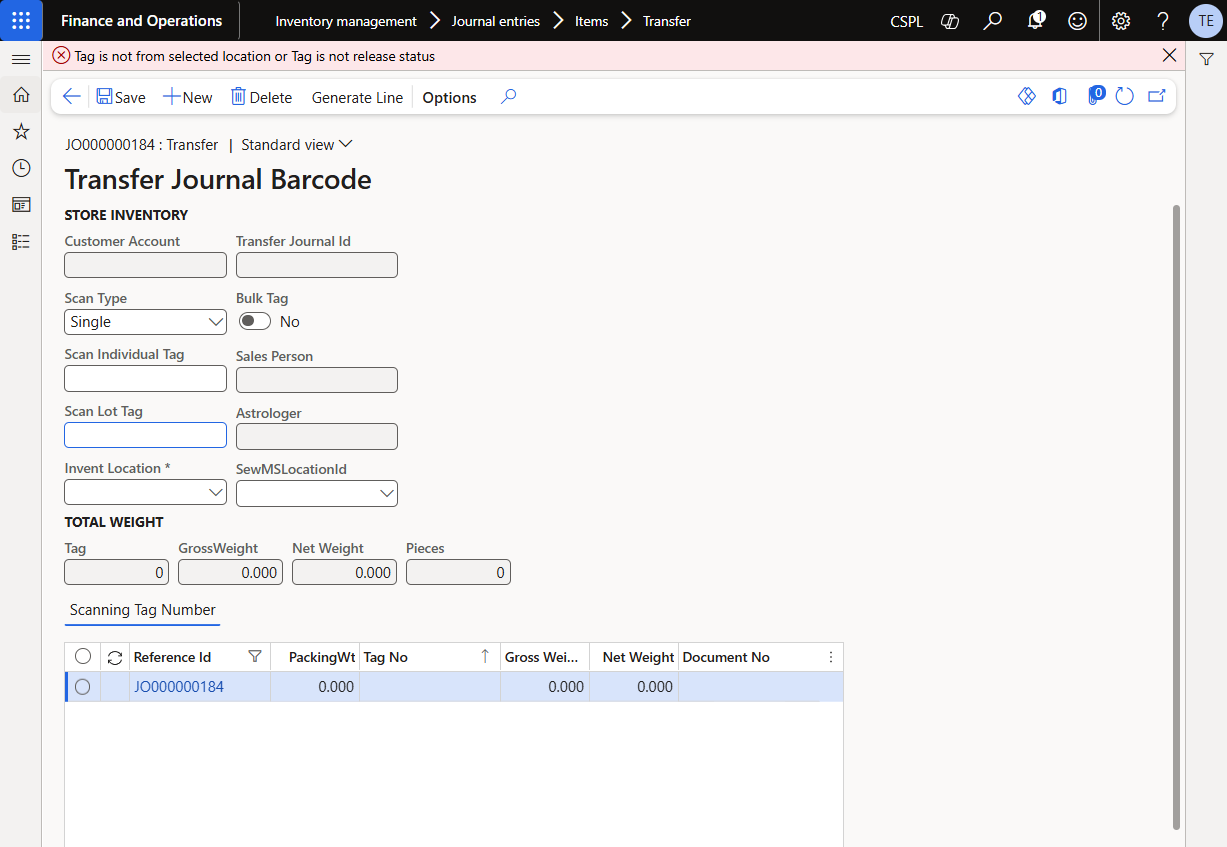 Finance and Operations
Inventory management Journal entries Items Transfer
CSPL 1 ? TE
Tag is not from selected location or Tag is not release status
Save New Delete Generate Line Options 0
JO000000184 : Transfer | Standard view
Transfer Journal Barcode
STORE INVENTORY
Customer Account Transfer Journal Id
Scan Type Bulk Tag
Single No
Scan Individual Tag Sales Person
Scan Lot Tag Astrologer
Invent Location * SewMSLocationId
TOTAL WEIGHT
Tag GrossWeight Net Weight Pieces
0 0.000 0.000 0
Scanning Tag Number
Reference Id PackingWt Tag No Gross Wei... Net Weight Document No
JO000000184 0.000 0.000 0.000